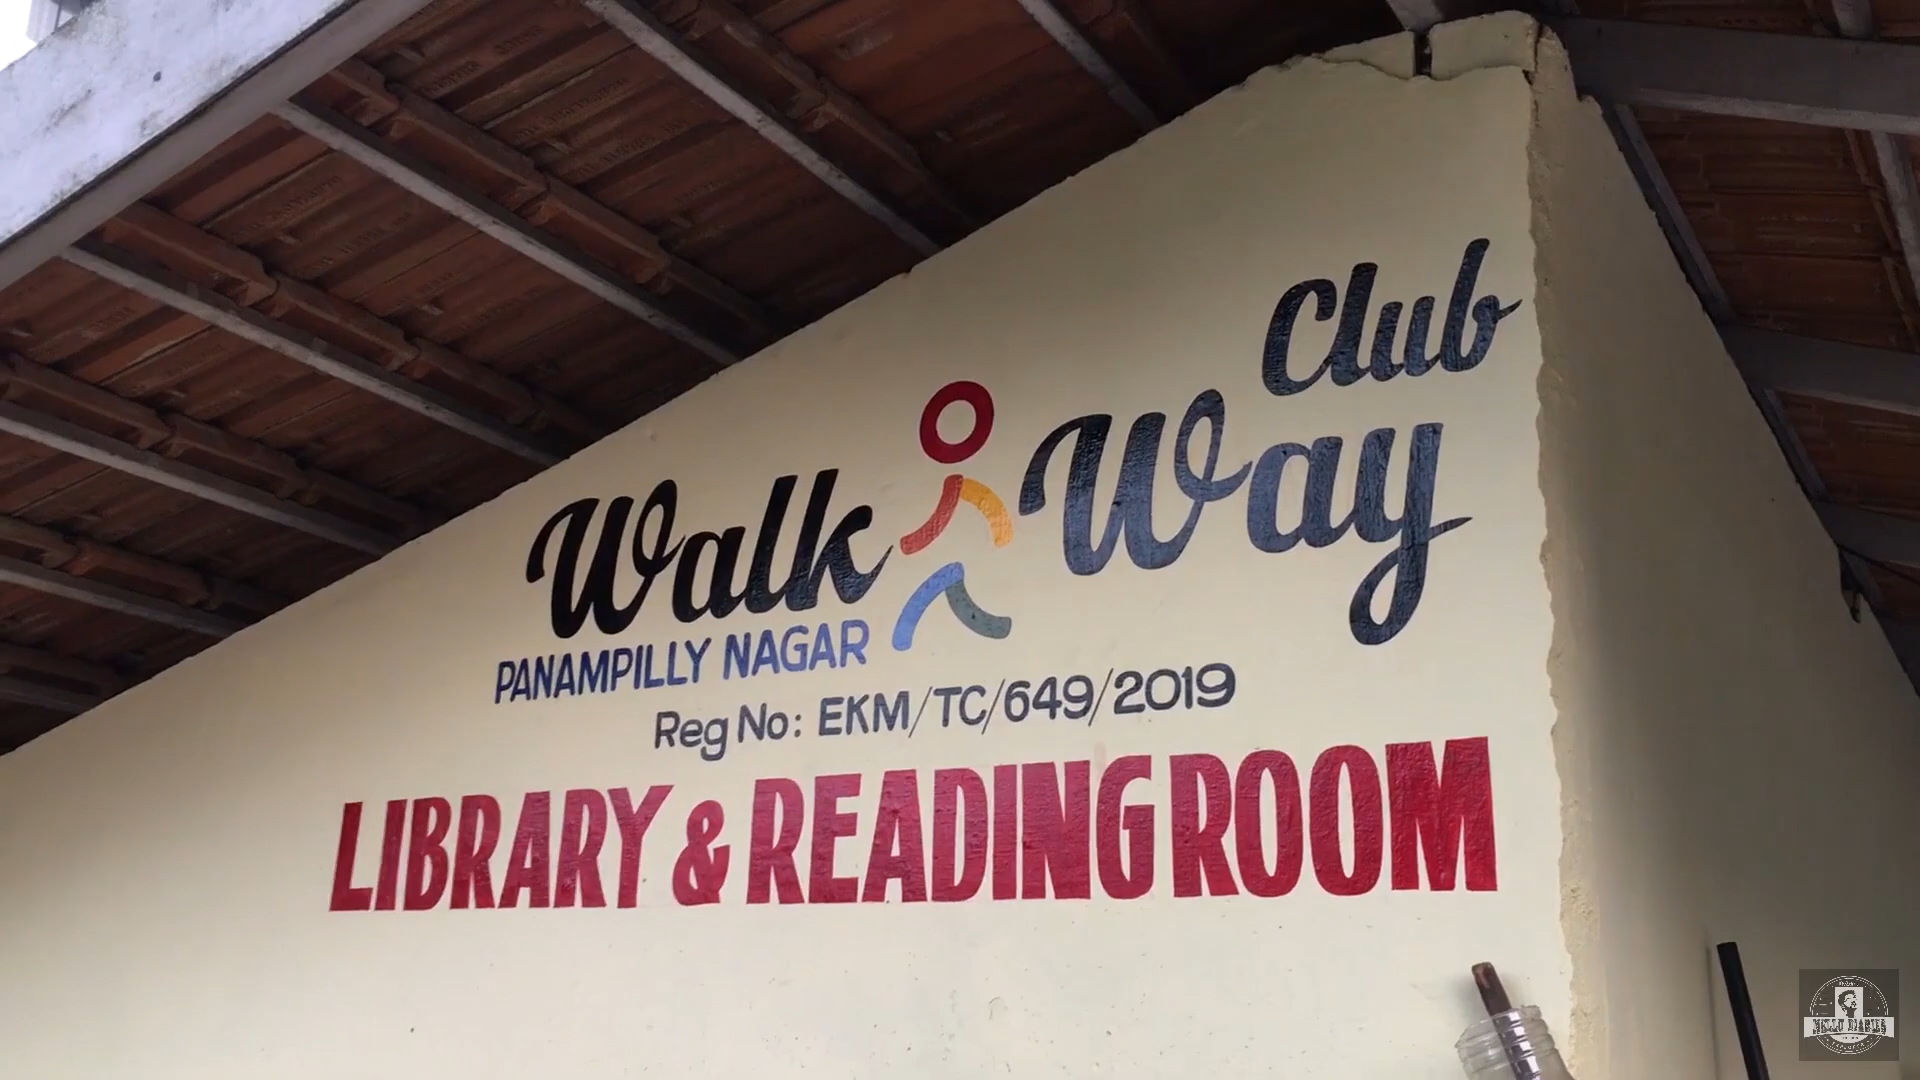 Walk Way Club
PANAMPILLY NAGAR
Reg No: EKM/TC/649/2019
LIBRARY & READING ROOM